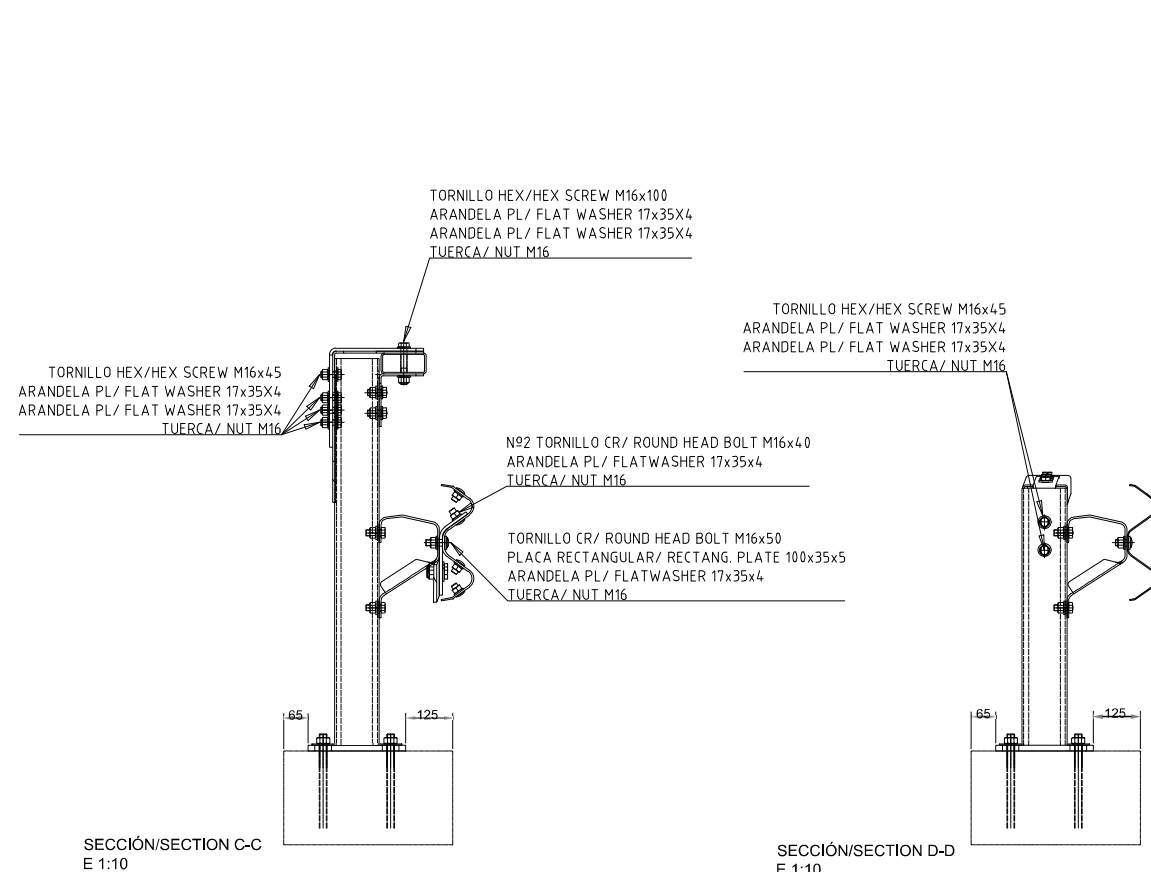 TORNILLO HEX/HEX SCREW M16x100
ARANDELA PL/ FLAT WASHER 17x35X4
ARANDELA PL/ FLAT WASHER 17x35X4
TUERCA/ NUT M16
TORNILLO HEX/HEX SCREW M16x45
ARANDELA PL/ FLAT WASHER 17x35X4
ARANDELA PL/ FLAT WASHER 17x35X4
TUERCA/ NUT M16
TORNILLO HEX/HEX SCREW M16x45
ARANDELA PL/ FLAT WASHER 17x35X4
ARANDELA PL/ FLAT WASHER 17x35X4
TUERCA/ NUT M16
Nº2 TORNILLO CR/ ROUND HEAD BOLT M16x40
ARANDELA PL/ FLATWASHER 17x35x4
TUERCA/ NUT M16
TORNILLO CR/ ROUND HEAD BOLT M16x50
PLACA RECTANGULAR/ RECTANG. PLATE 100x35x5
ARANDELA PL/ FLATWASHER 17x35x4
TUERCA/ NUT M16
65
125
65
125
SECCIÓN/SECTION C-C
E 1:10
SECCIÓN/SECTION D-D
E 1:10